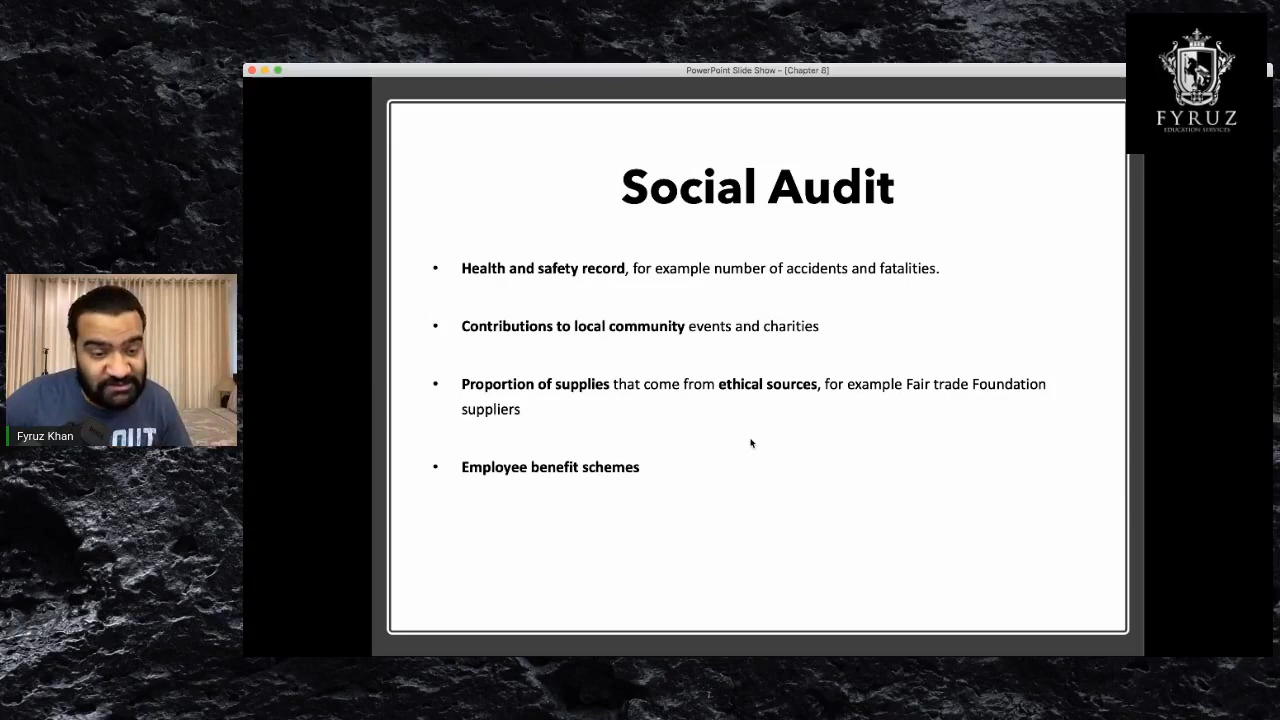 PowerPoint Slide Show – [Chapter 8]
FYRUZ
EDUCATION SERVICES
Social Audit
• Health and safety record, for example number of accidents and fatalities.
• Contributions to local community events and charities
• Proportion of supplies that come from ethical sources, for example Fair trade Foundation
suppliers
• Employee benefit schemes
OUT
Fyruz Khan